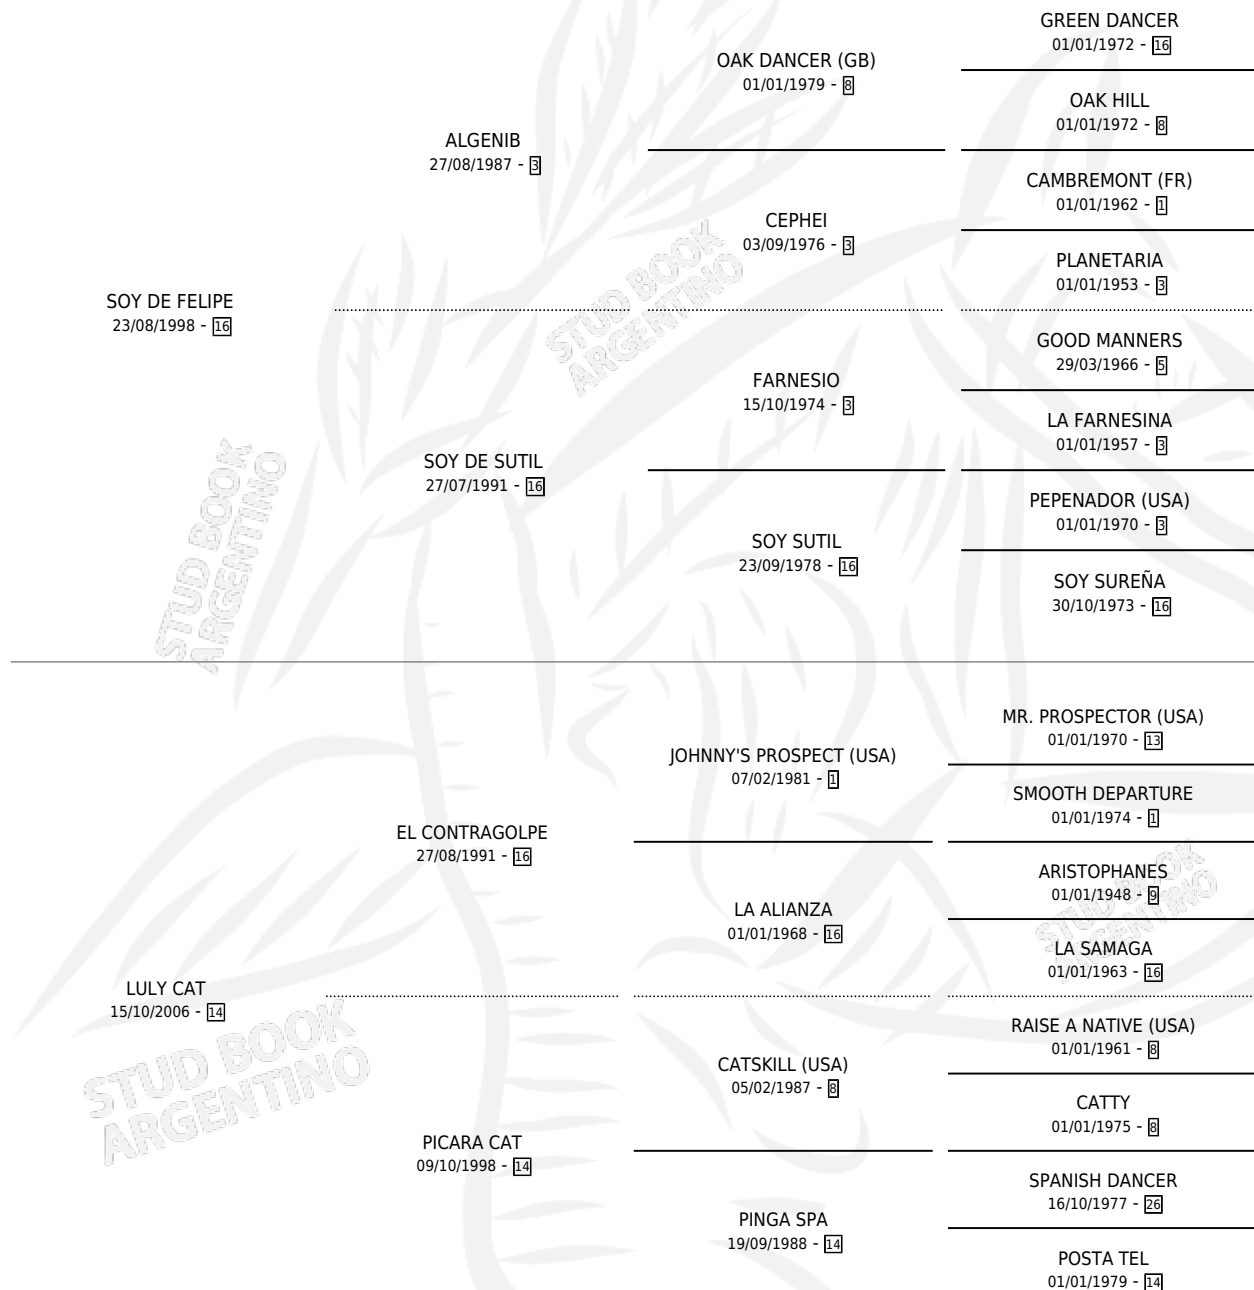 GREEN DANCER
01/01/1972 - 16
OAK DANCER (GB)
01/01/1979 - 8
OAK HILL
01/01/1972 - 8
ALGENIB
27/08/1987 - 3
CAMBREMONT (FR)
01/01/1962 - 1
CEPHEI
03/09/1976 - 3
PLANETARIA
01/01/1953 - 3
SOY DE FELIPE
23/08/1998 - 16
STUD BOOK
ARGENTINO
GOOD MANNERS
29/03/1966 - 5
FARNESIO
15/10/1974 - 3
LA FARNESINA
01/01/1957 - 3
SOY DE SUTIL
27/07/1991 - 16
PEPENADOR (USA)
01/01/1970 - 3
SOY SUTIL
23/09/1978 - 16
SOY SUREÑA
30/10/1973 - 16
STUD BOOK
ARGENTINO
MR. PROSPECTOR (USA)
01/01/1970 - 13
JOHNNY'S PROSPECT (USA)
07/02/1981 - 1
SMOOTH DEPARTURE
01/01/1974 - 1
EL CONTRAGOLPE
27/08/1991 - 16
ARISTOPHANES
01/01/1948 - 9
LA ALIANZA
01/01/1968 - 16
STUD BOOK
ARGENTINO
LA SAMAGA
01/01/1963 - 16
LULY CAT
15/10/2006 - 14
RAISE A NATIVE (USA)
01/01/1961 - 8
CATSKILL (USA)
05/02/1987 - 8
CATTY
01/01/1975 - 8
STUD BOOK
ARGENTINO
PICARA CAT
09/10/1998 - 14
SPANISH DANCER
16/10/1977 - 26
PINGA SPA
19/09/1988 - 14
POSTA TEL
01/01/1979 - 14